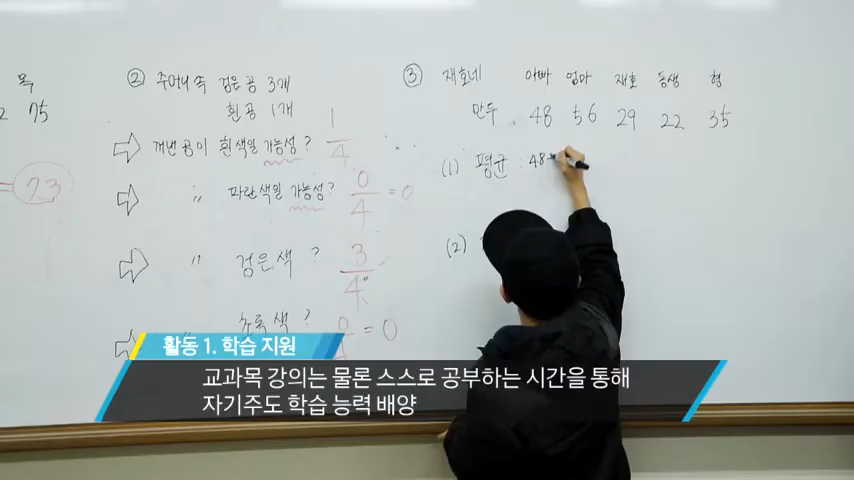 목
75
= 23
② 주머니 속 검은공 3개
흰공 1개
⇨ 꺼낸 공이 흰색일 가능성? 1/4
⇨ 〃 파란색일 가능성? 0/4 = 0
⇨ 〃 검은색? 3/4
⇨ 〃 초록색? 0/4 = 0
③ 재호네 아빠 엄마 재호 동생 형
만두 48 56 29 22 35
(1) 평균 : 48+
(2)
활동 1. 학습 지원
교과목 강의는 물론 스스로 공부하는 시간을 통해
자기주도 학습 능력 배양